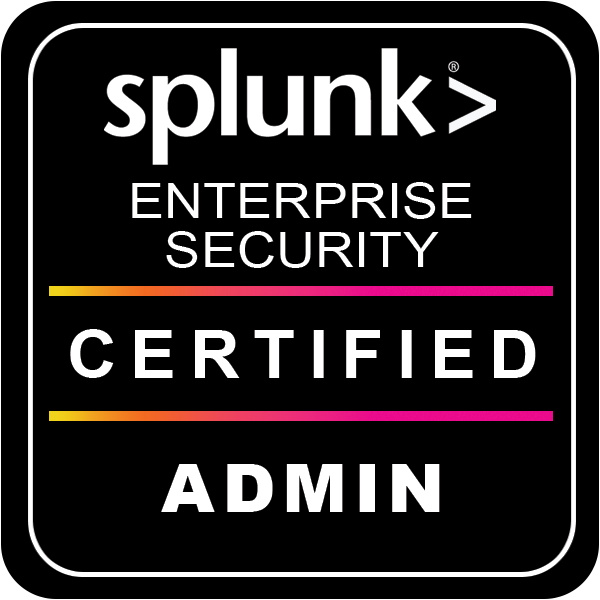 splunk>®
ENTERPRISE
SECURITY
CERTIFIED
ADMIN